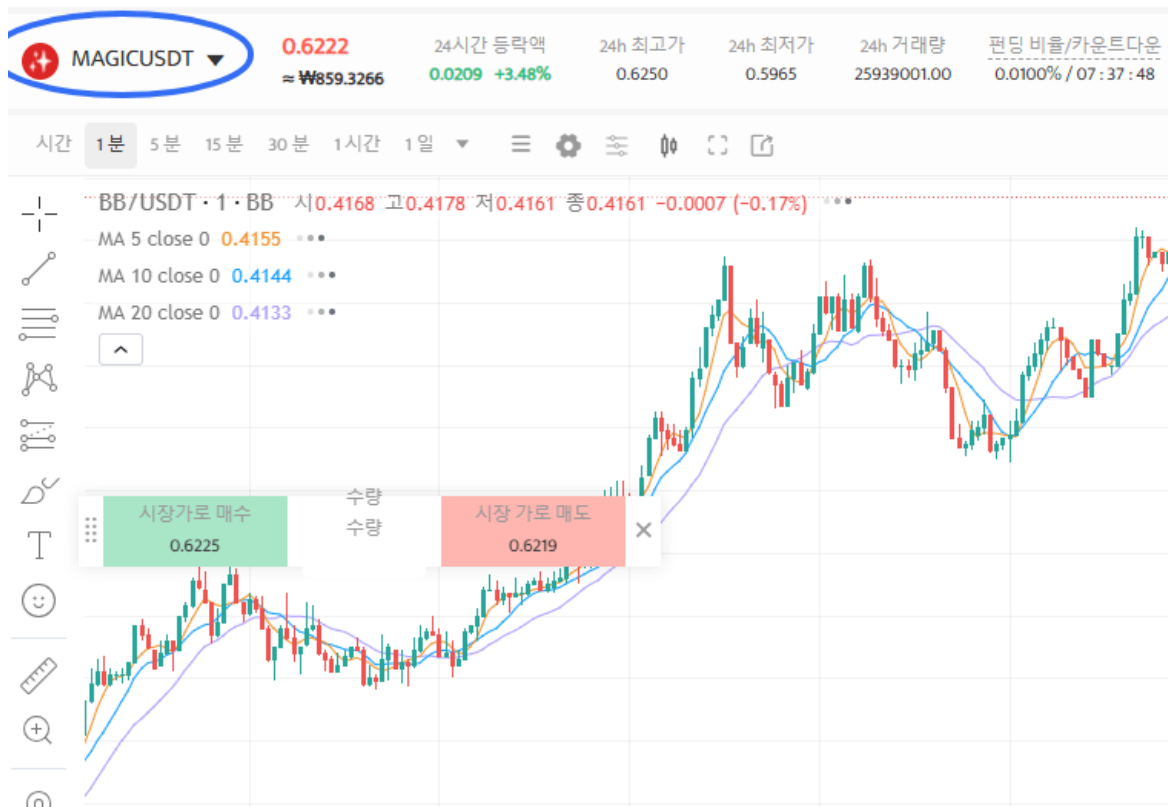 MAGICUSDT
0.6222
≈ ₩859.3266
24시간 등락액
0.0209 +3.48%
24h 최고가
0.6250
24h 최저가
0.5965
24h 거래량
25939001.00
펀딩 비율/카운트다운
0.0100% / 07 : 37 : 48
시간 1분 5분 15분 30분 1시간 1일
BB/USDT · 1 · BB 시0.4168 고0.4178 저0.4161 종0.4161 −0.0007 (−0.17%)
MA 5 close 0 0.4155
MA 10 close 0 0.4144
MA 20 close 0 0.4133
시장가로 매수
0.6225
수량
수량
시장 가로 매도
0.6219